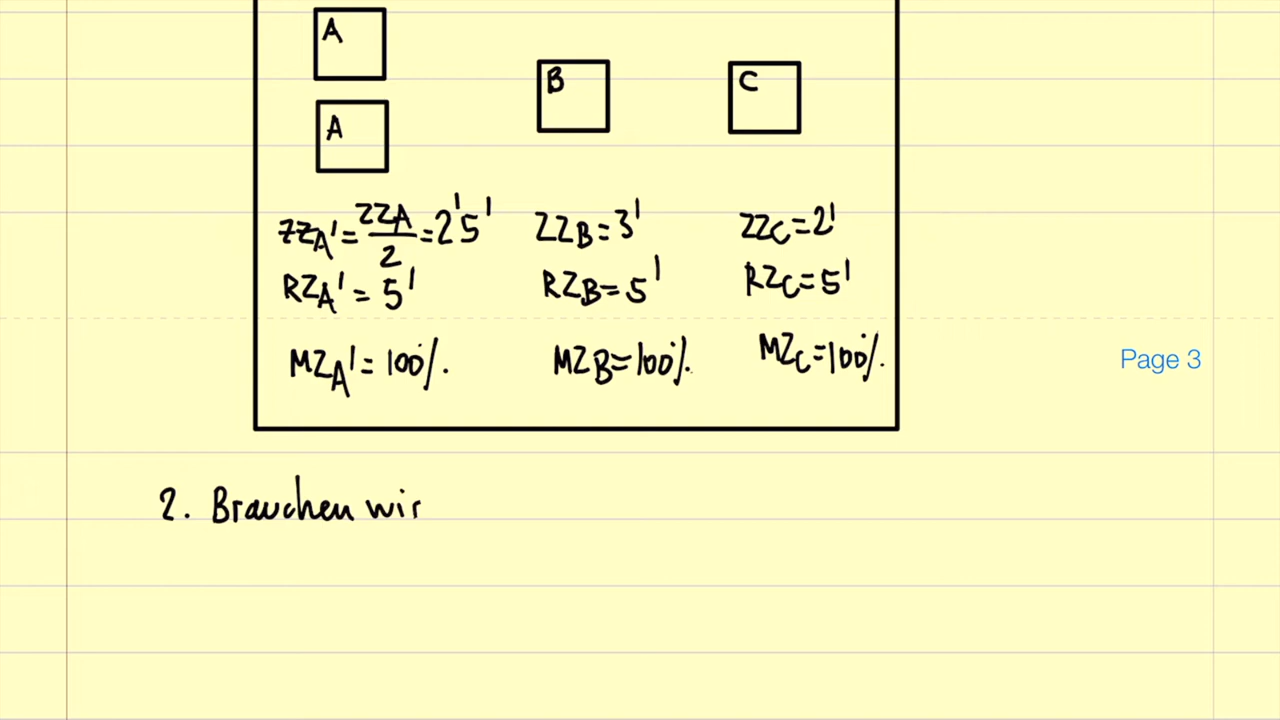 A
B
C
A
ZZA' = ZZA/2 = 2'5' ZZB = 3' ZZC = 2'
RZA' = 5' RZB = 5' RZC = 5'
MZA' = 100% MZB = 100% MZC = 100%
Page 3
2. Brauchen wir